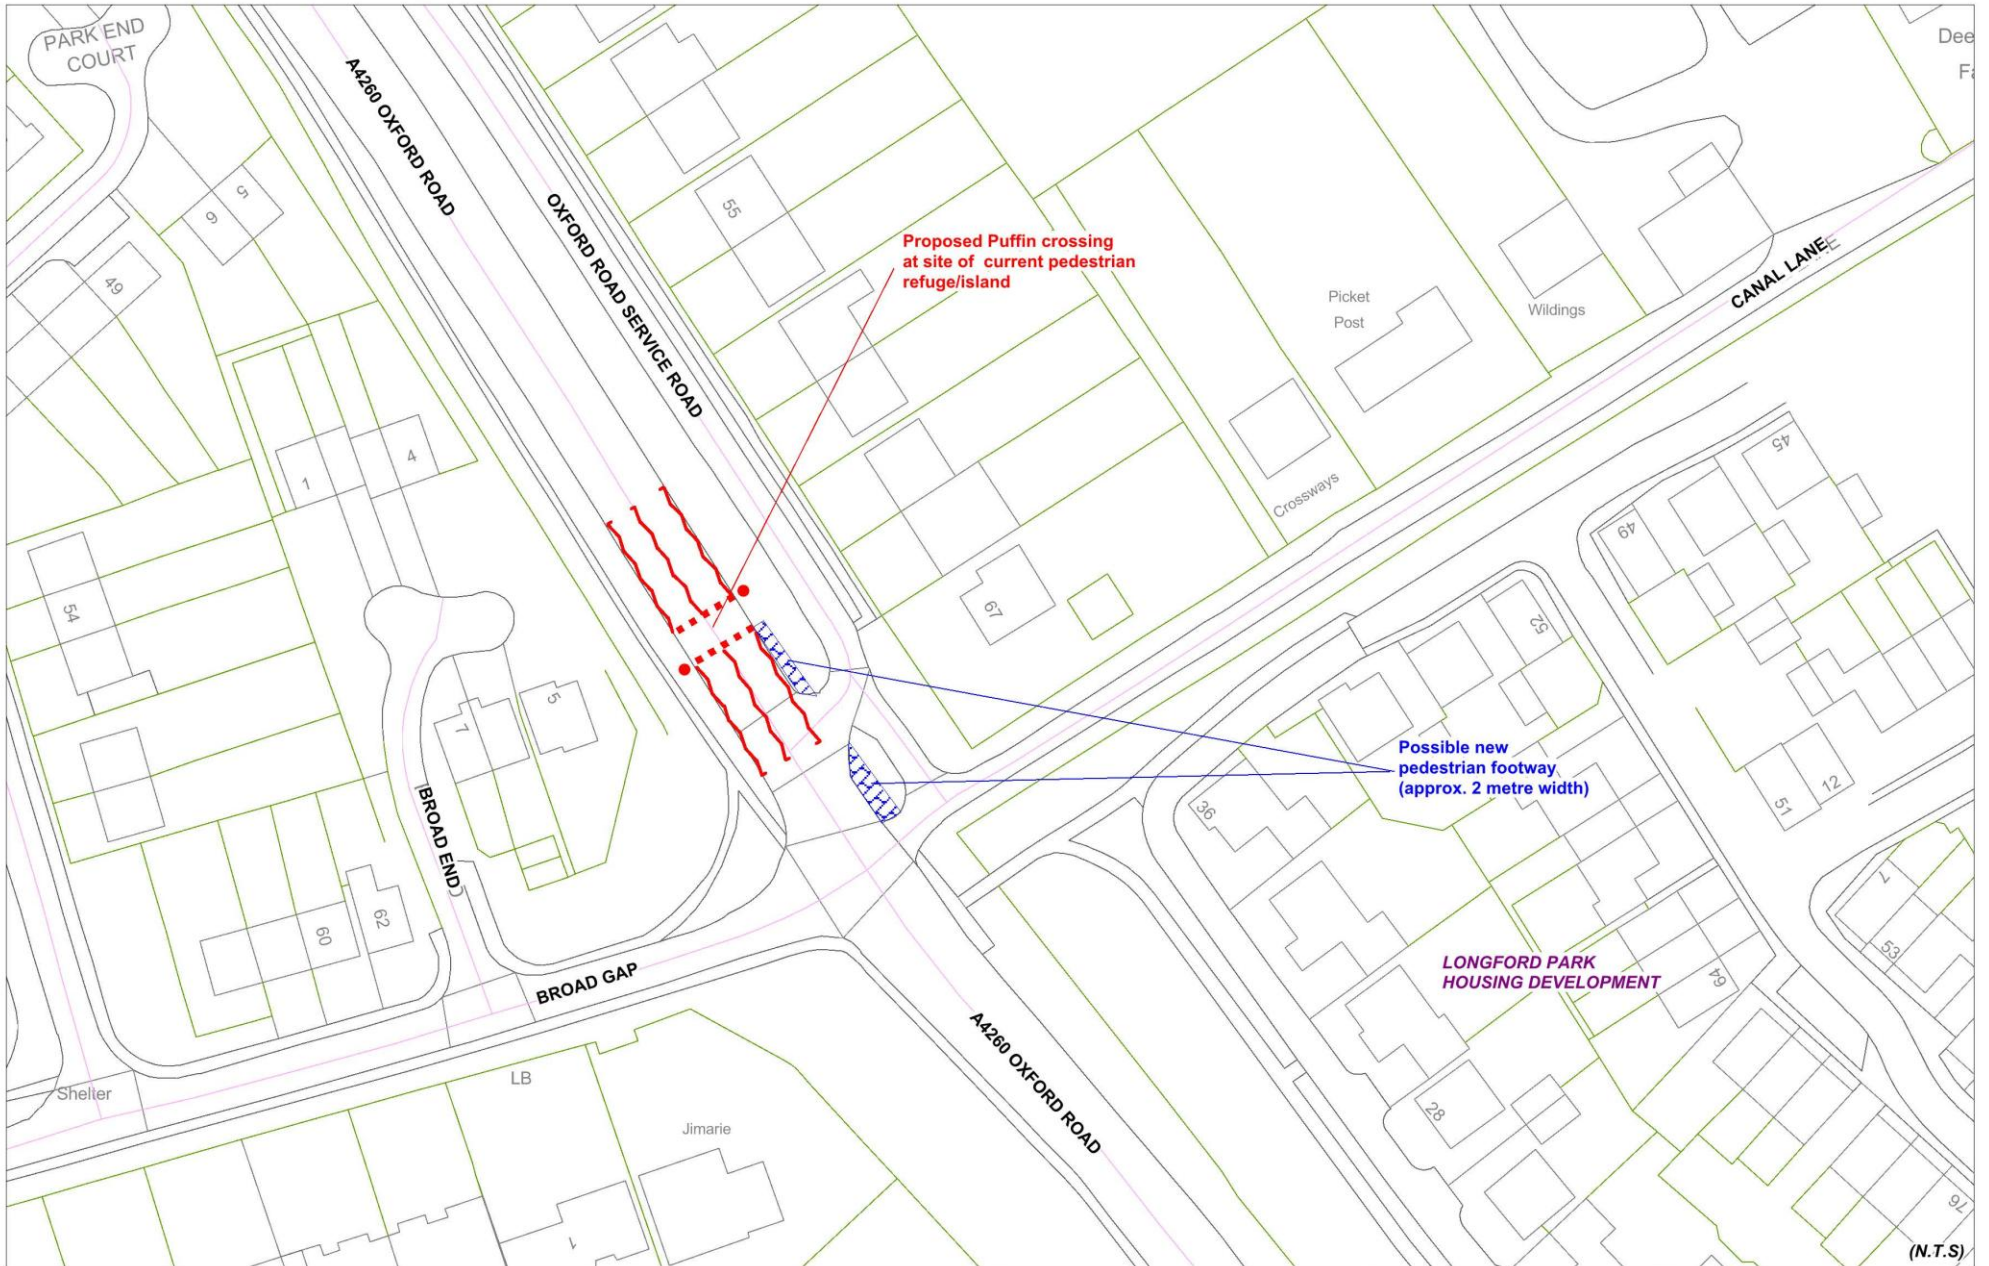 PARK END
COURT
A4260 OXFORD ROAD
OXFORD ROAD SERVICE ROAD
Dee
5
6
55
49
Proposed Puffin crossing
at site of current pedestrian
refuge/island
Picket
Post
Wildings
CANAL LANE
1
4
Crossways
45
49
54
67
52
7
5
Possible new
pedestrian footway
(approx. 2 metre width)
36
51
12
BROAD END
60
62
7
53
LONGFORD PARK
HOUSING DEVELOPMENT
64
BROAD GAP
A4260 OXFORD ROAD
Shelter
LB
Jimarie
28
1
76
(N.T.S)